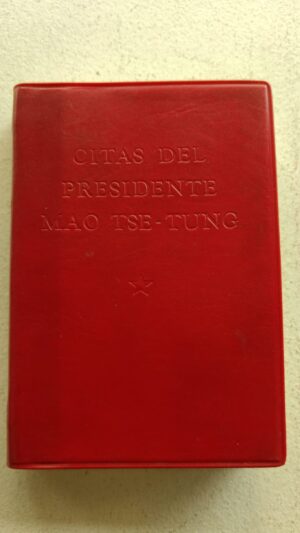 CITAS DEL
PRESIDENTE
MAO TSE-TUNG